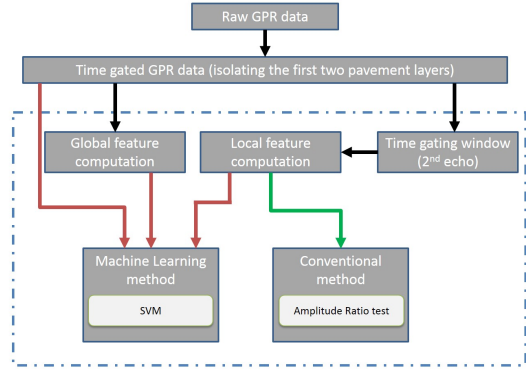 Raw GPR data
Time gated GPR data (isolating the first two pavement layers)
Global feature
computation
Local feature
computation
Time gating window
(2nd echo)
Machine Learning
method
SVM
Conventional
method
Amplitude Ratio test